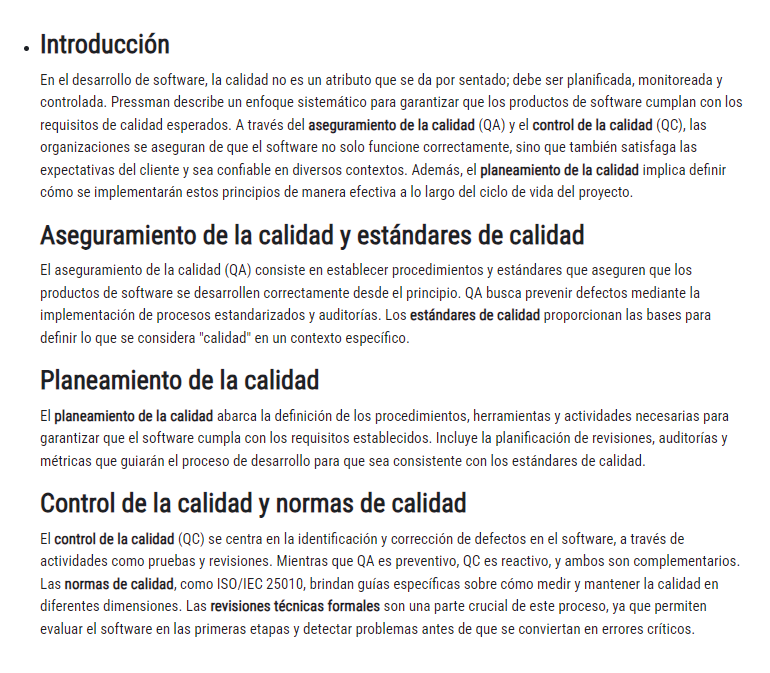 Introducción
En el desarrollo de software, la calidad no es un atributo que se da por sentado; debe ser planificada, monitoreada y
controlada. Pressman describe un enfoque sistemático para garantizar que los productos de software cumplan con los
requisitos de calidad esperados. A través del aseguramiento de la calidad (QA) y el control de la calidad (QC), las
organizaciones se aseguran de que el software no solo funcione correctamente, sino que también satisfaga las
expectativas del cliente y sea confiable en diversos contextos. Además, el planeamiento de la calidad implica definir
cómo se implementarán estos principios de manera efectiva a lo largo del ciclo de vida del proyecto.
Aseguramiento de la calidad y estándares de calidad
El aseguramiento de la calidad (QA) consiste en establecer procedimientos y estándares que aseguren que los
productos de software se desarrollen correctamente desde el principio. QA busca prevenir defectos mediante la
implementación de procesos estandarizados y auditorías. Los estándares de calidad proporcionan las bases para
definir lo que se considera "calidad" en un contexto específico.
Planeamiento de la calidad
El planeamiento de la calidad abarca la definición de los procedimientos, herramientas y actividades necesarias para
garantizar que el software cumpla con los requisitos establecidos. Incluye la planificación de revisiones, auditorías y
métricas que guiarán el proceso de desarrollo para que sea consistente con los estándares de calidad.
Control de la calidad y normas de calidad
El control de la calidad (QC) se centra en la identificación y corrección de defectos en el software, a través de
actividades como pruebas y revisiones. Mientras que QA es preventivo, QC es reactivo, y ambos son complementarios.
Las normas de calidad, como ISO/IEC 25010, brindan guías específicas sobre cómo medir y mantener la calidad en
diferentes dimensiones. Las revisiones técnicas formales son una parte crucial de este proceso, ya que permiten
evaluar el software en las primeras etapas y detectar problemas antes de que se conviertan en errores críticos.